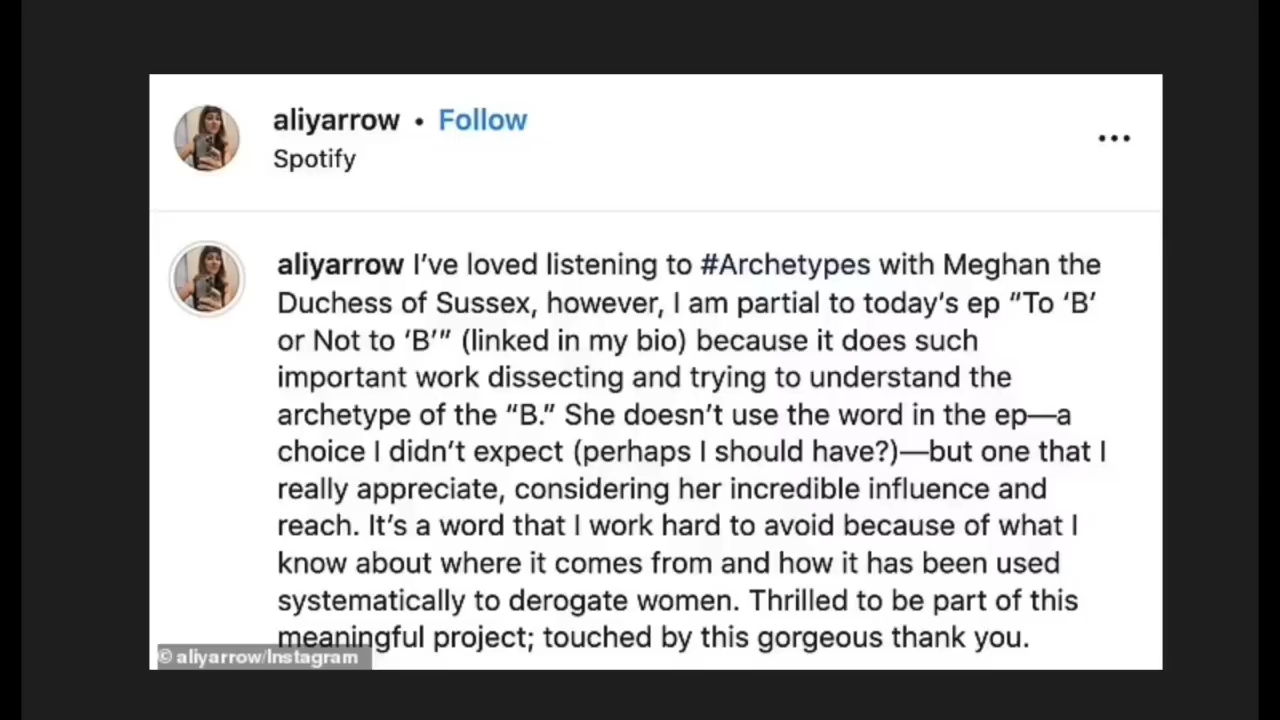 aliyarrow • Follow
Spotify
aliyarrow I've loved listening to #Archetypes with Meghan the
Duchess of Sussex, however, I am partial to today's ep “To ‘B’
or Not to ‘B’” (linked in my bio) because it does such
important work dissecting and trying to understand the
archetype of the “B.” She doesn't use the word in the ep—a
choice I didn't expect (perhaps I should have?)—but one that I
really appreciate, considering her incredible influence and
reach. It's a word that I work hard to avoid because of what I
know about where it comes from and how it has been used
systematically to derogate women. Thrilled to be part of this
meaningful project; touched by this gorgeous thank you.
© aliyarrow/Instagram